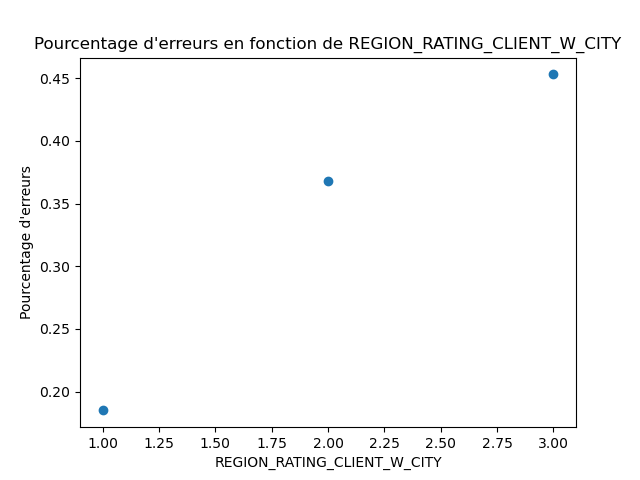 Pourcentage d'erreurs en fonction de REGION_RATING_CLIENT_W_CITY
0.45
0.40
0.35
0.30
0.25
0.20
Pourcentage d'erreurs
1.00 1.25 1.50 1.75 2.00 2.25 2.50 2.75 3.00
REGION_RATING_CLIENT_W_CITY